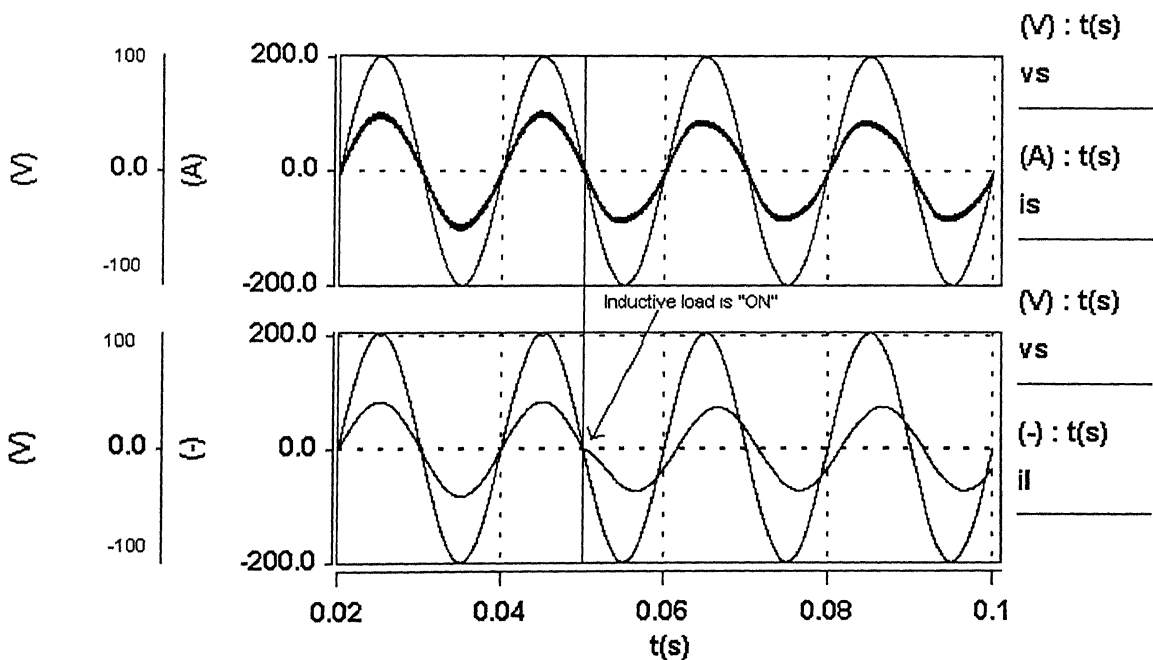 (V) : t(s)
vs
(A) : t(s)
is
(V)
100
0.0
-100
(A)
200.0
0.0
-200.0
Inductive load is "ON"
(V) : t(s)
vs
(-) : t(s)
il
(V)
100
0.0
-100
(-)
200.0
0.0
-200.0
0.02
0.04
0.06
0.08
0.1
t(s)